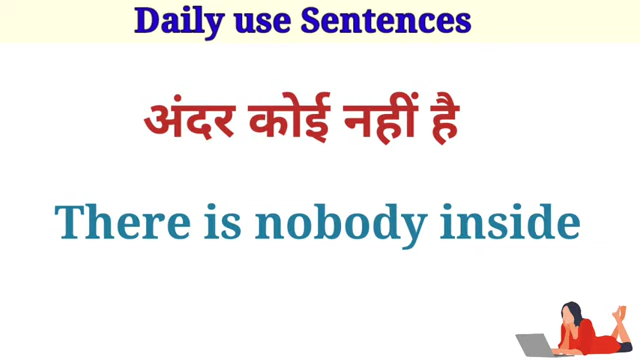 Daily use Sentences
अंदर कोई नहीं है
There is nobody inside